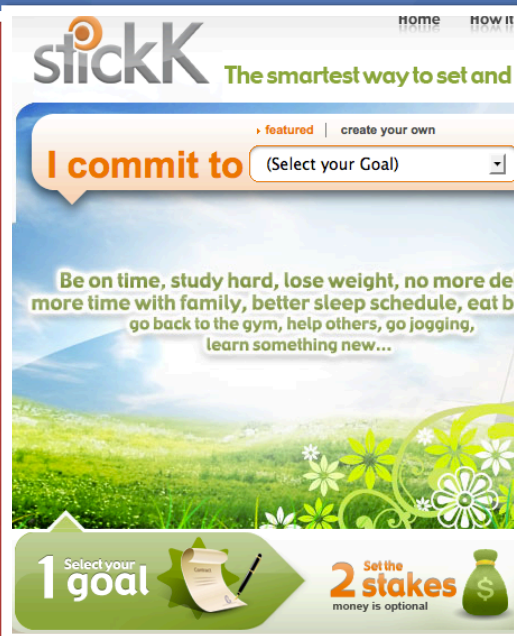 Home How it
stickK
The smartest way to set and
featured | create your own
I commit to (Select your Goal)
Be on time, study hard, lose weight, no more de
more time with family, better sleep schedule, eat b
go back to the gym, help others, go jogging,
learn something new...
1 Select your goal
Contract
2 Set the stakes
money is optional
$